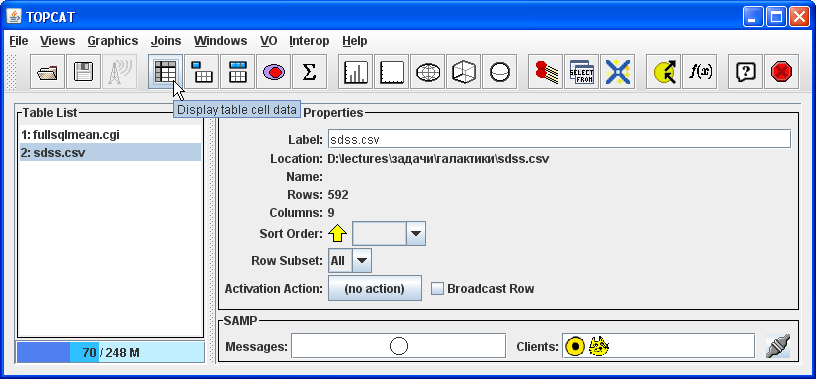 TOPCAT
File Views Graphics Joins Windows VO Interop Help
SELECT FROM f(x)
Display table cell data
Table List
Properties
1: fullsqlmean.cgi
2: sdss.csv
Label: sdss.csv
Location: D:\lectures\задачи\галактики\sdss.csv
Name:
Rows: 592
Columns: 9
Sort Order:
Row Subset: All
Activation Action: (no action) Broadcast Row
SAMP
Messages: Clients:
70 / 248 M